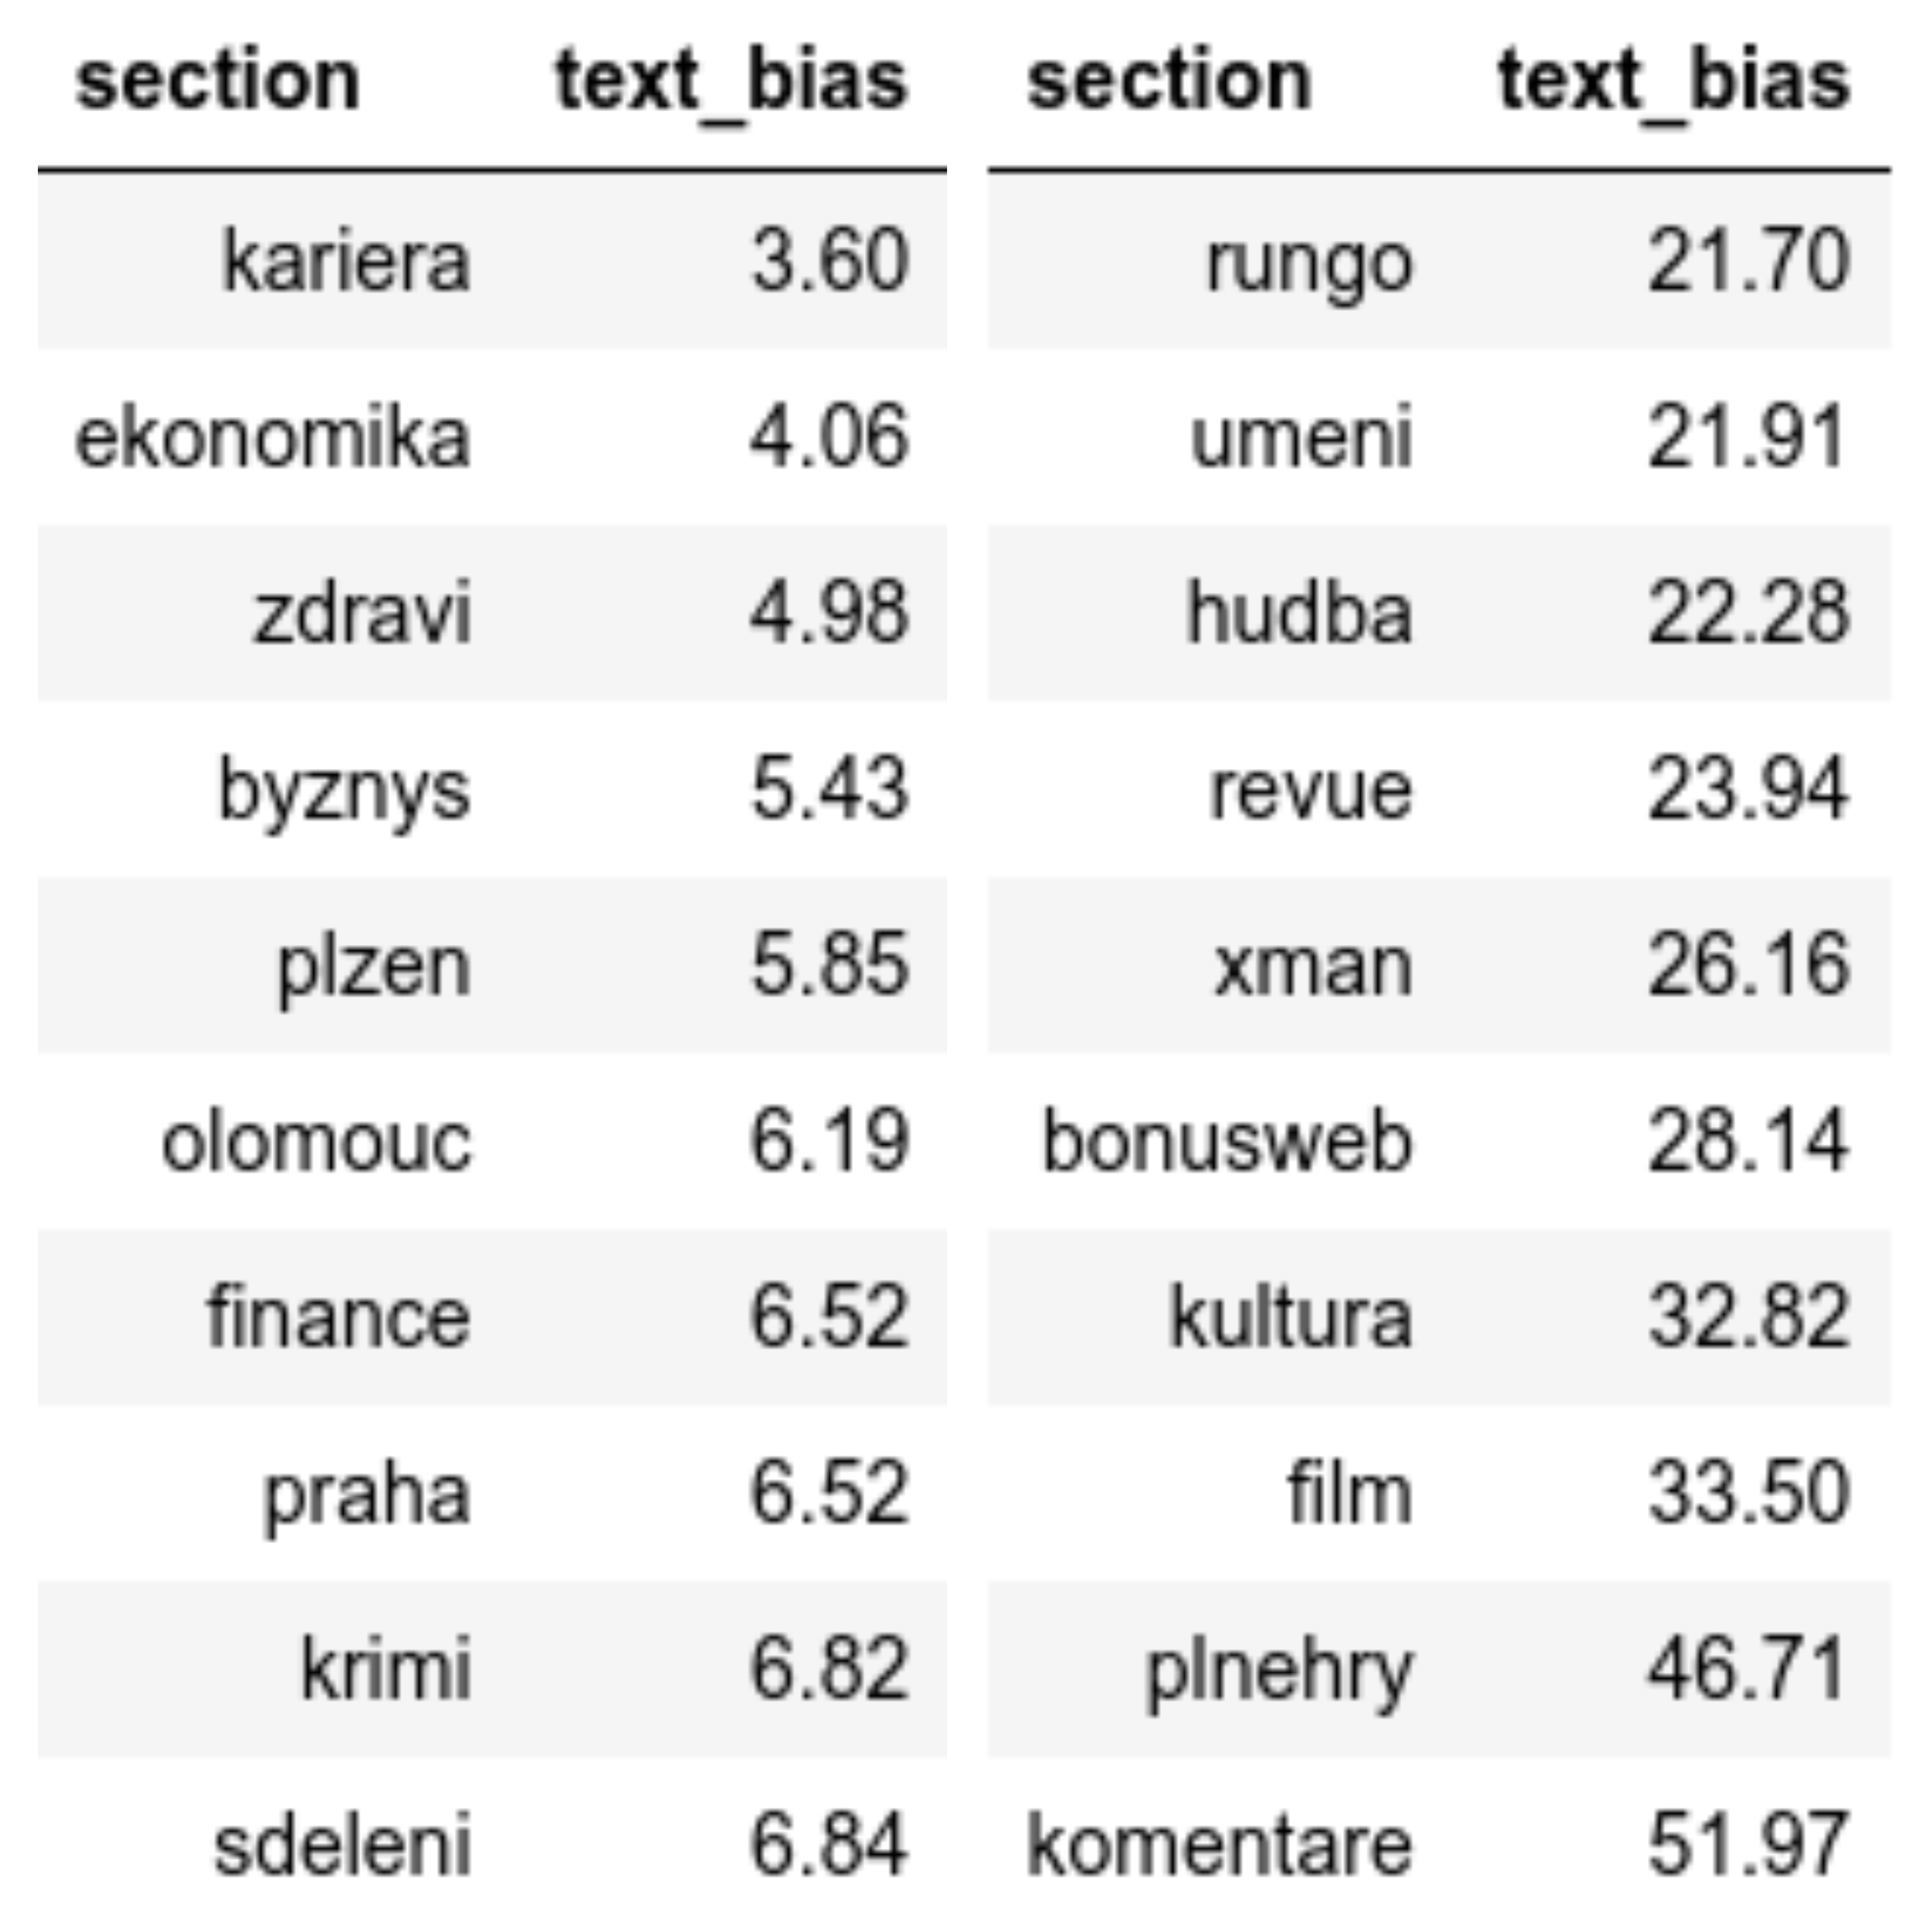 section text_bias section text_bias
kariera 3.60 rungo 21.70
ekonomika 4.06 umeni 21.91
zdravi 4.98 hudba 22.28
byznys 5.43 revue 23.94
plzen 5.85 xman 26.16
olomouc 6.19 bonusweb 28.14
finance 6.52 kultura 32.82
praha 6.52 film 33.50
krimi 6.82 plnehry 46.71
sdeleni 6.84 komentare 51.97